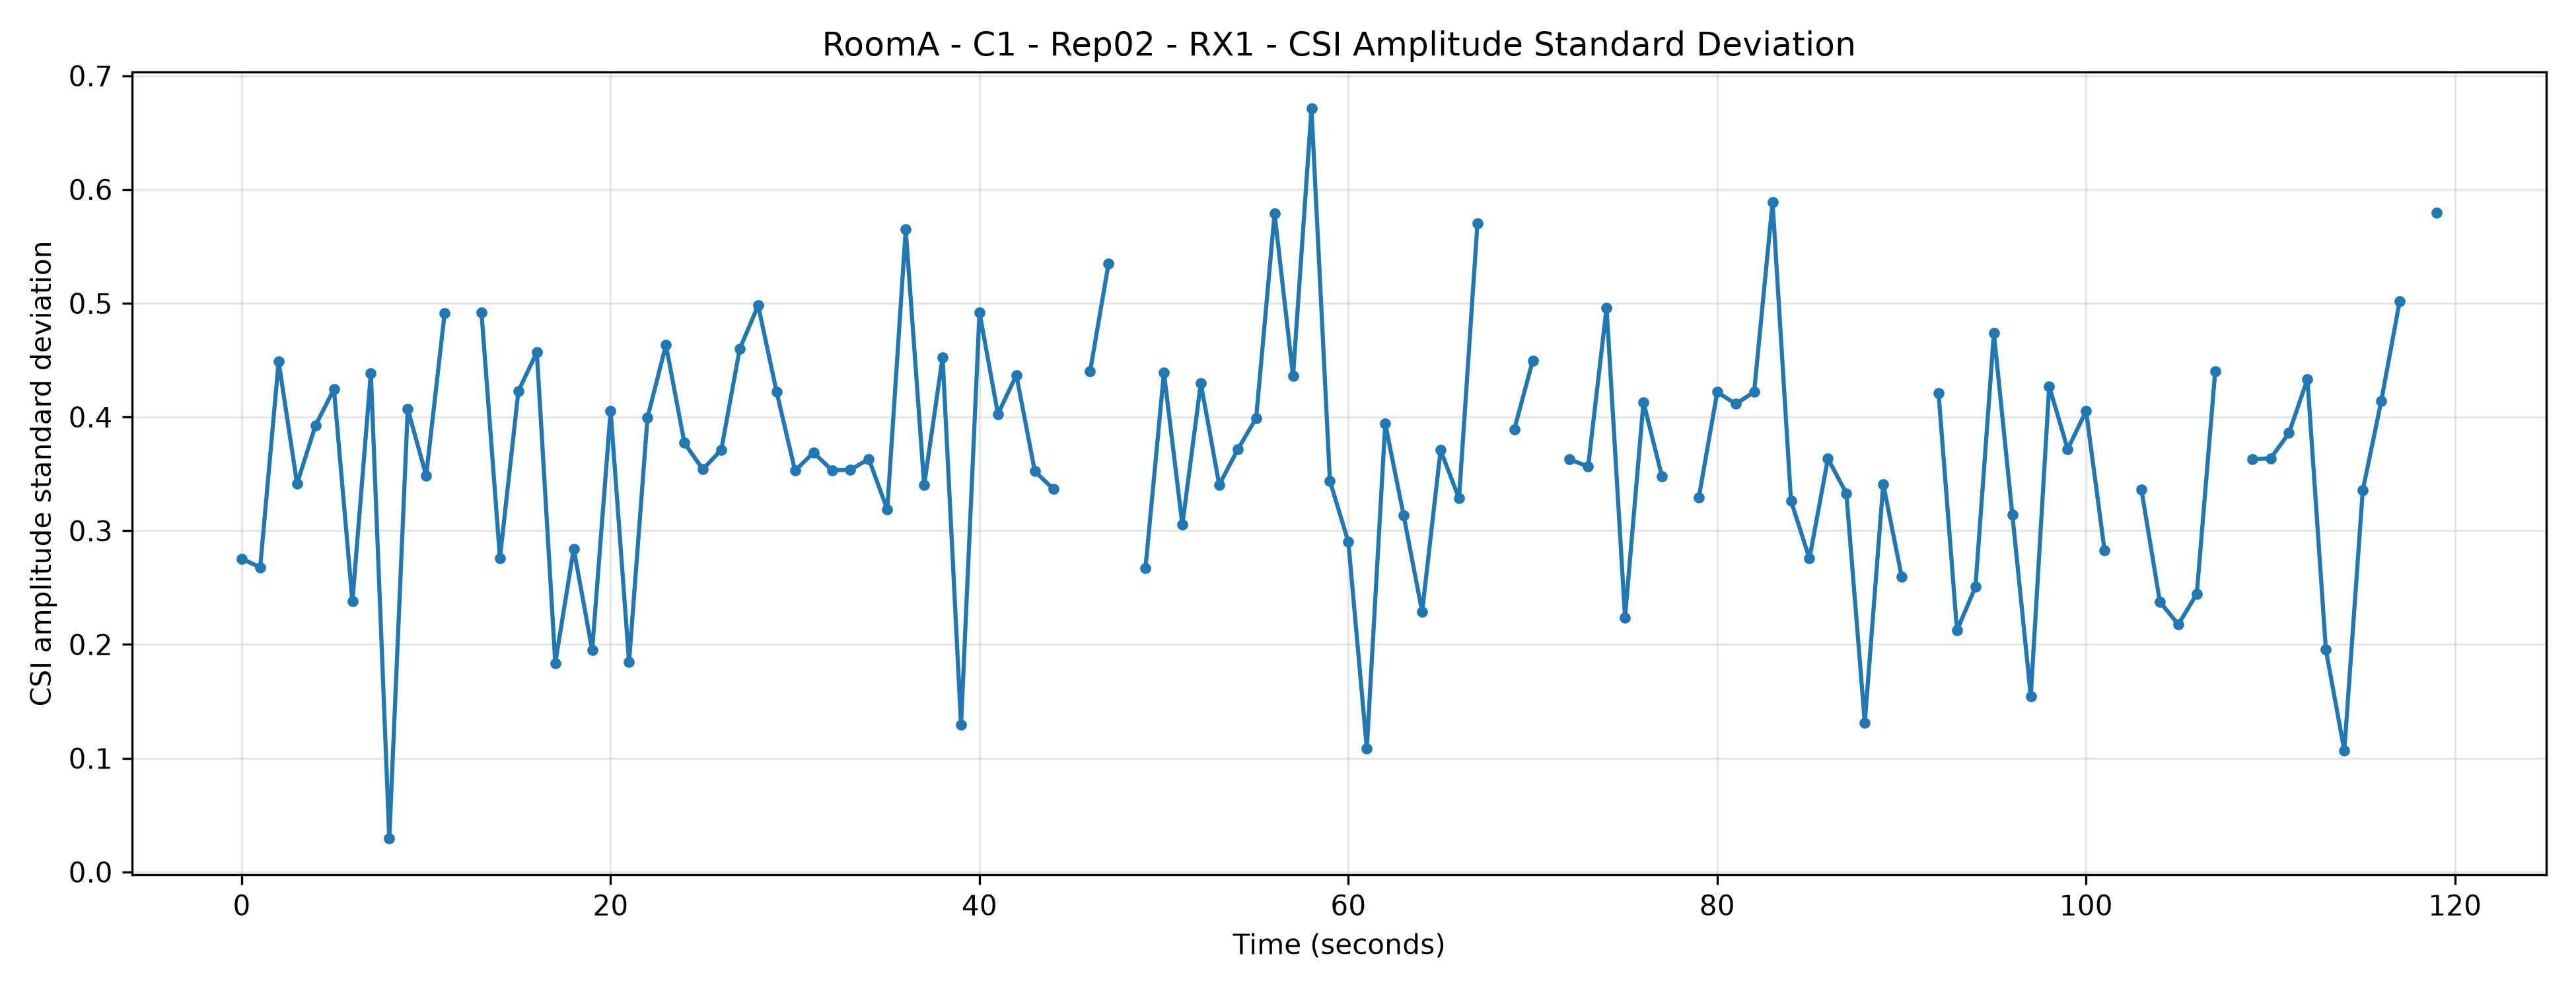 RoomA - C1 - Rep02 - RX1 - CSI Amplitude Standard Deviation
0.7
0.6
0.5
0.4
0.3
0.2
0.1
0.0
CSI amplitude standard deviation
0 20 40 60 80 100 120
Time (seconds)